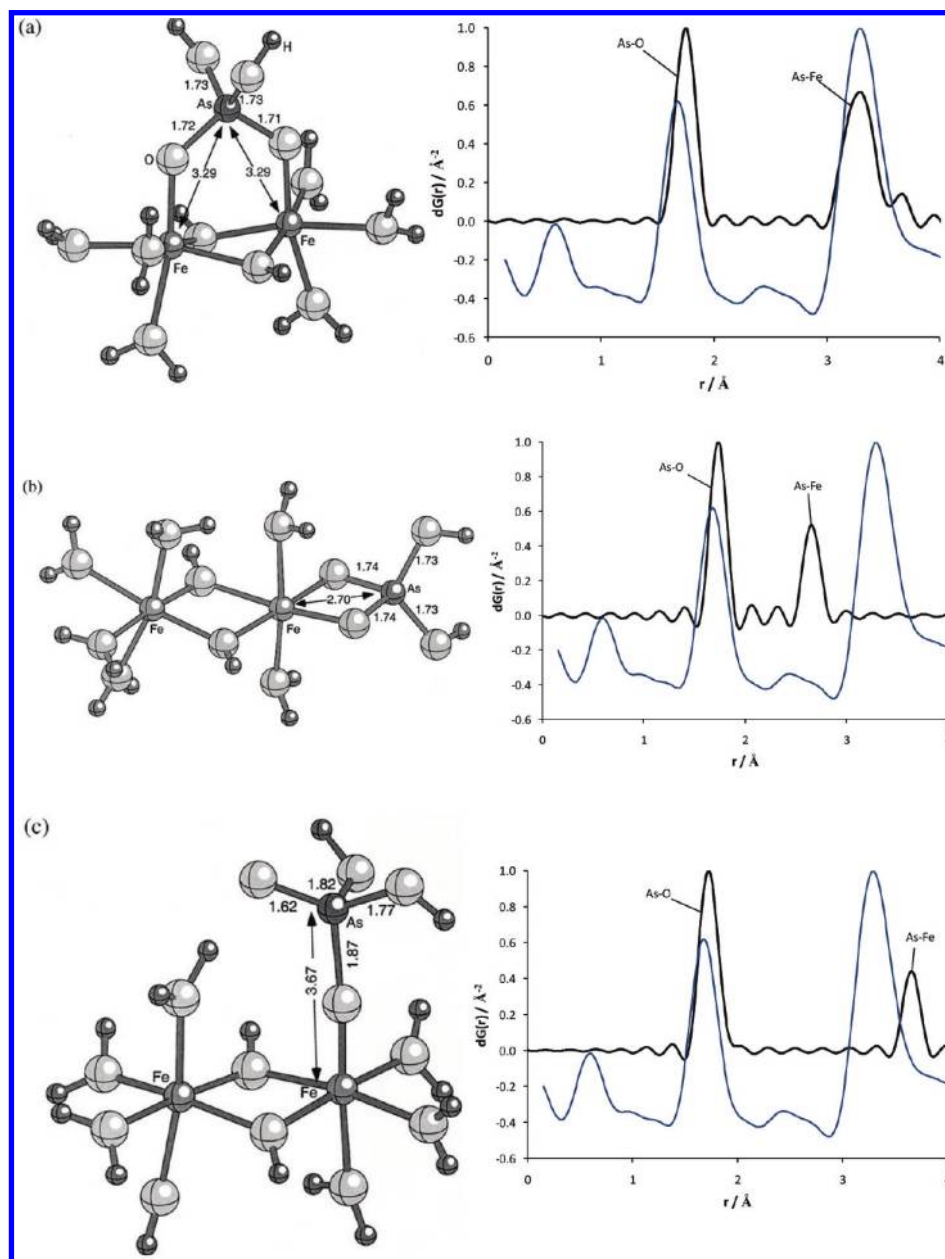 (a)
H
1.73
1.73
As
1.72
1.71
O
3.29
3.29
Fe
Fe
As-O
As-Fe
dG(r) / Å⁻²
1.0
0.8
0.6
0.4
0.2
0.0
-0.2
-0.4
-0.6
0 1 2 3 4
r / Å
(b)
1.74
1.73
As
2.70
1.73
1.74
Fe
Fe
As-O
As-Fe
dG(r) / Å⁻²
1.0
0.8
0.6
0.4
0.2
0.0
-0.2
-0.4
-0.6
0 1 2 3
r / Å
(c)
1.82
1.62
1.77
As
1.87
3.67
Fe
Fe
As-O
As-Fe
dG(r) / Å⁻²
1.0
0.8
0.6
0.4
0.2
0.0
-0.2
-0.4
-0.6
0 1 2 3
r / Å